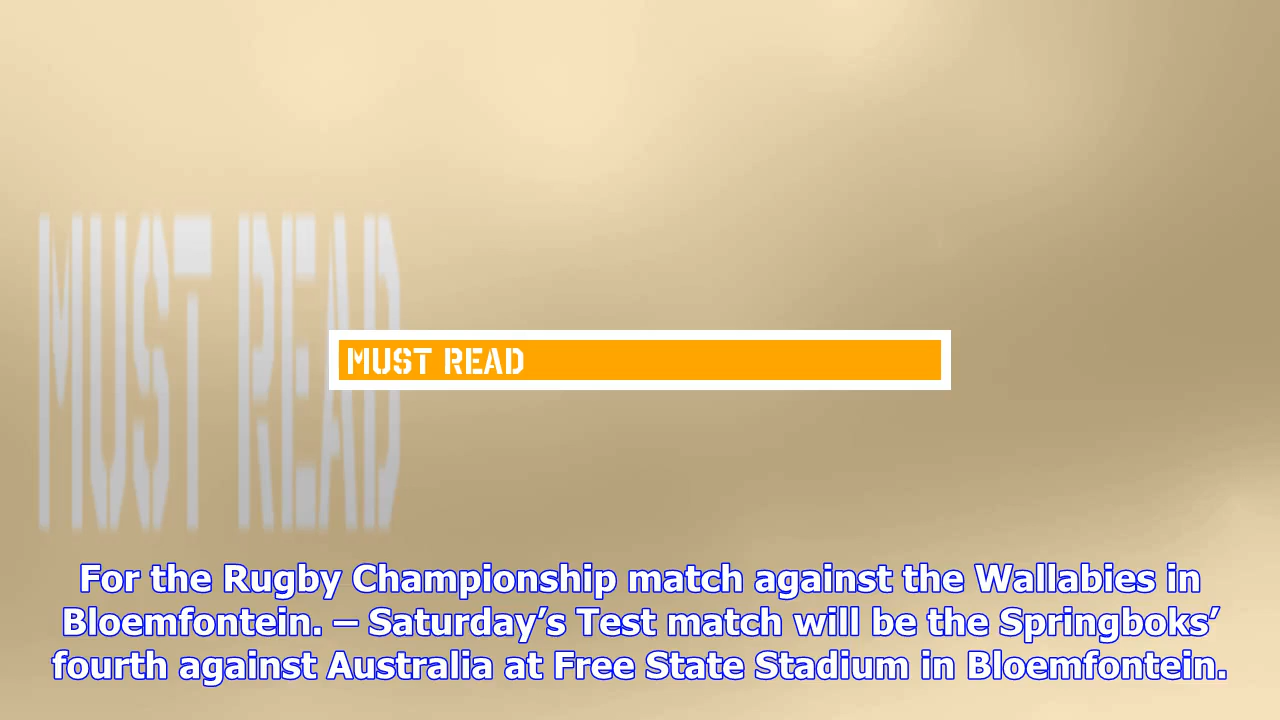 MUST READ
MUST READ
For the Rugby Championship match against the Wallabies in
Bloemfontein. – Saturday’s Test match will be the Springboks’
fourth against Australia at Free State Stadium in Bloemfontein.